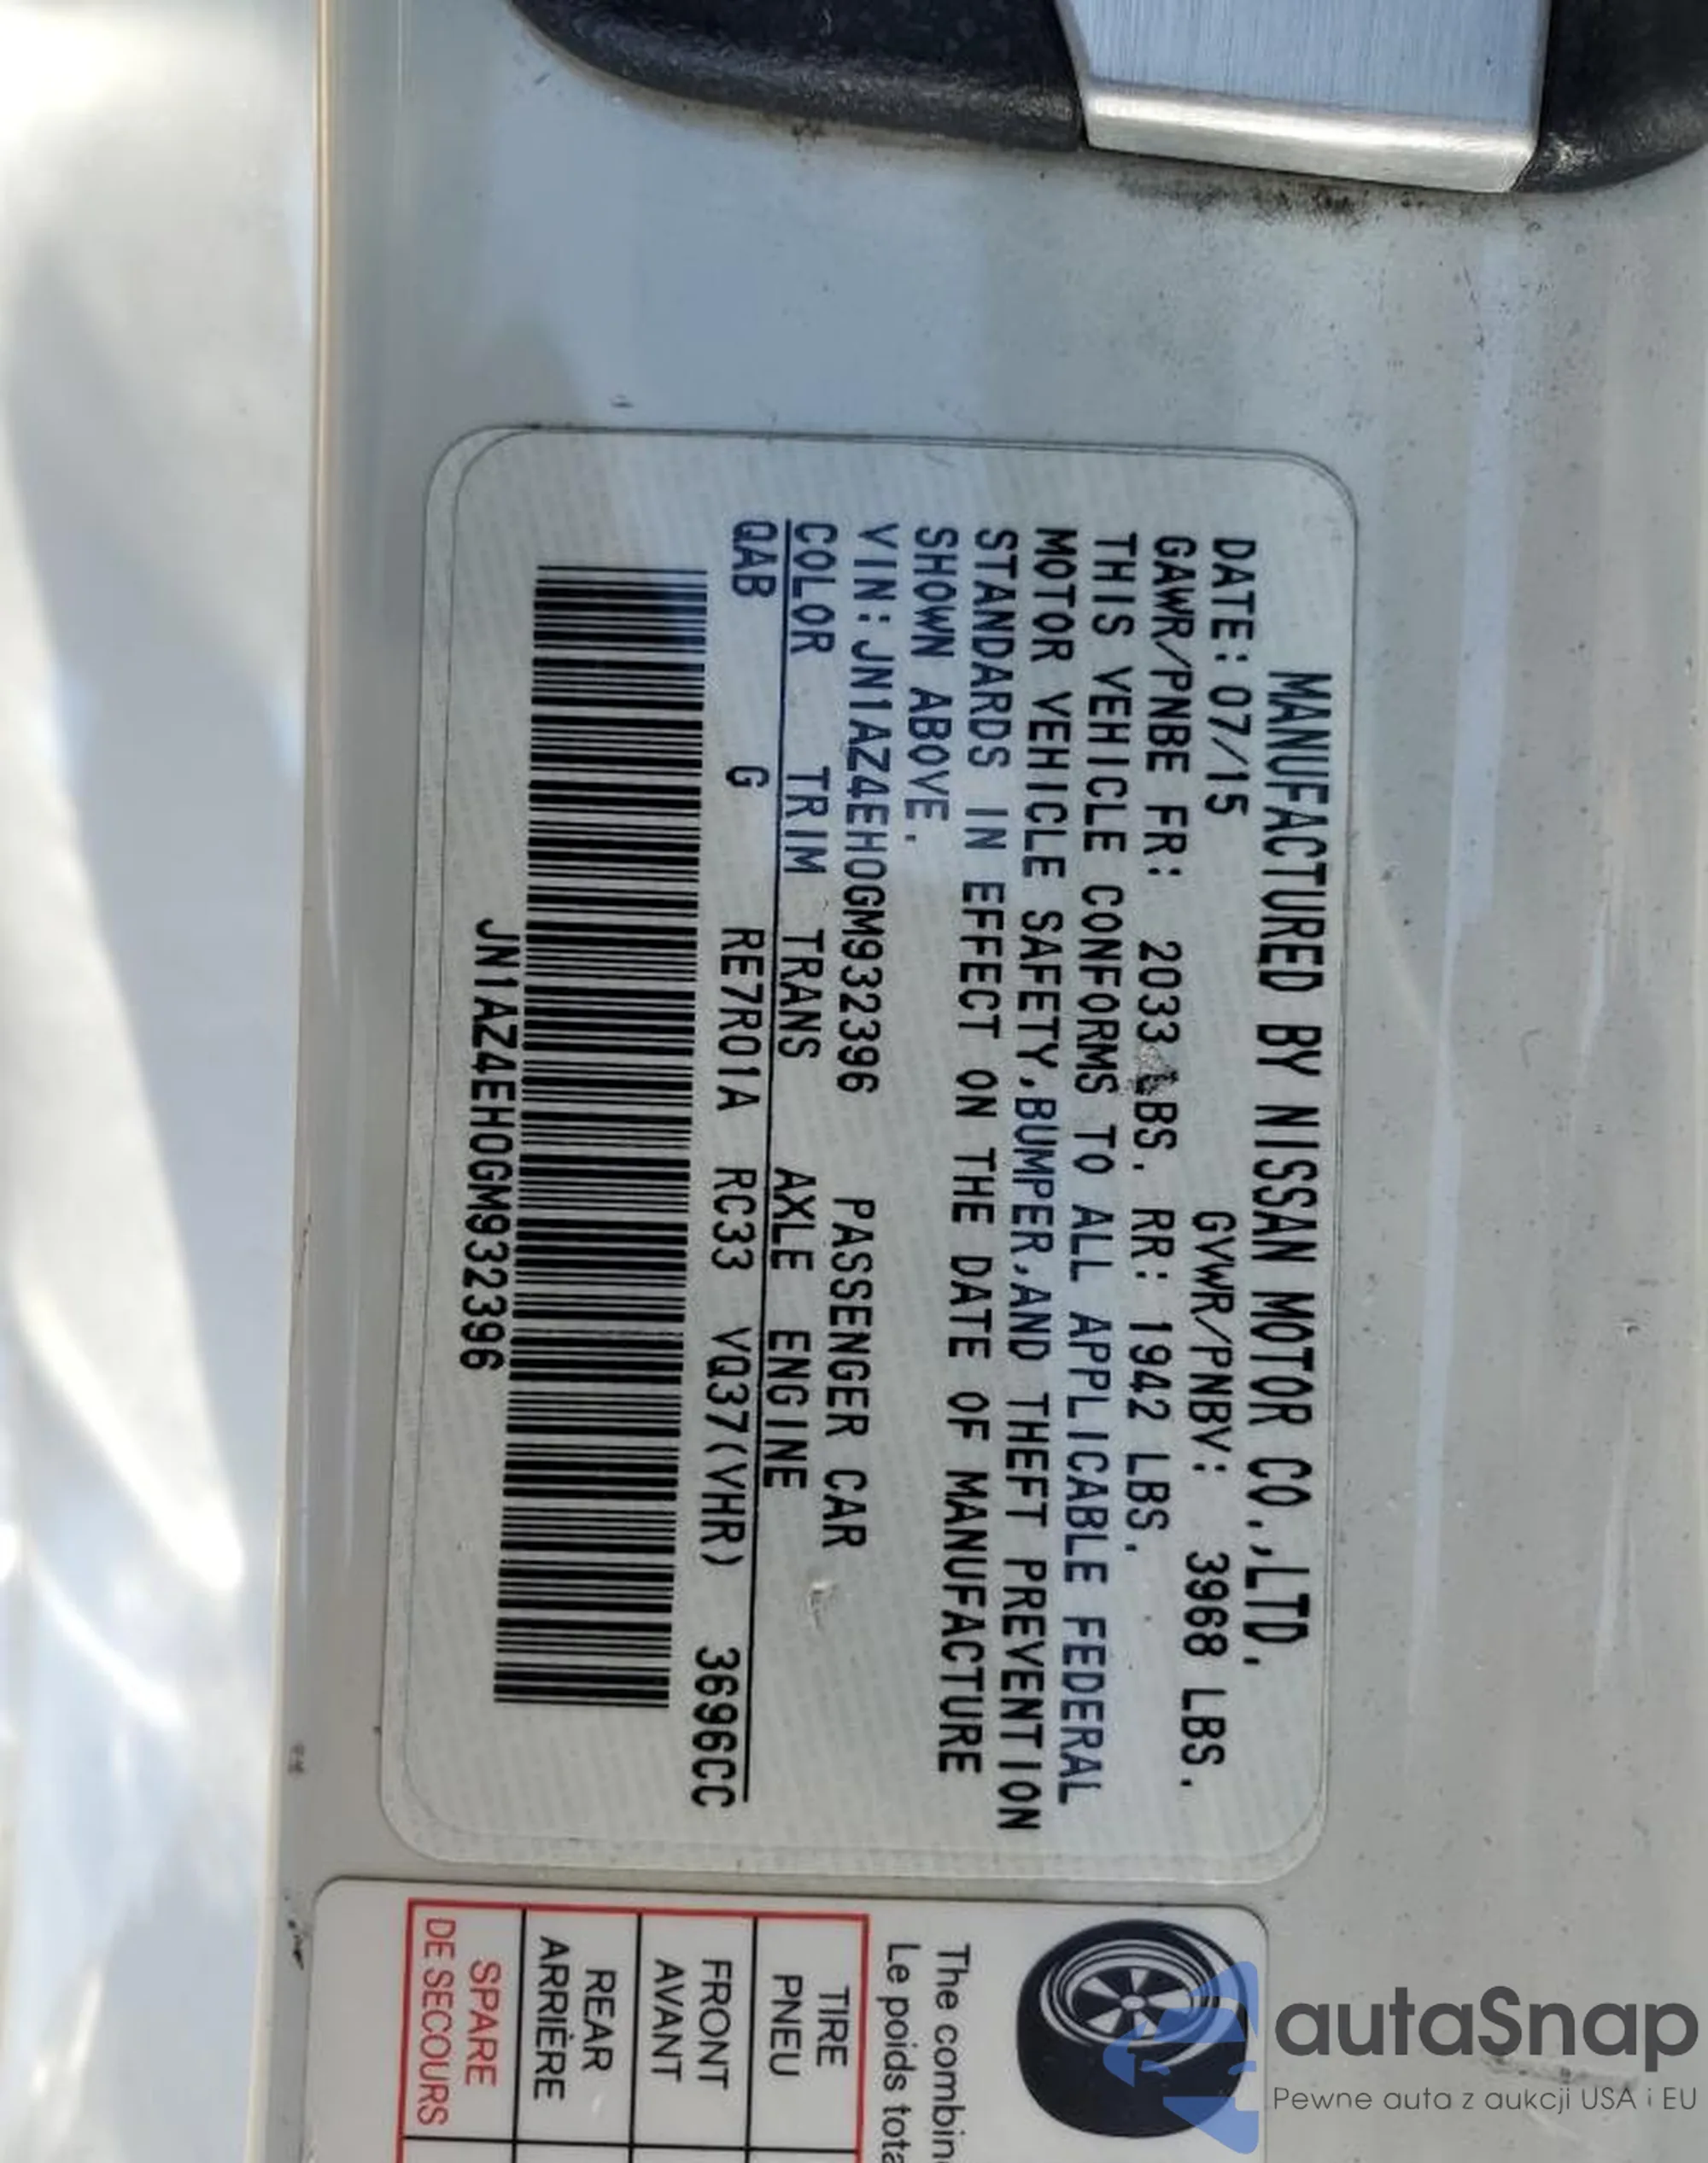 MANUFACTURED BY NISSAN MOTOR CO.,LTD.
DATE:07/15 GVWR/PNBV: 3968 LBS.
GAWR/PNBE FR: 2033 LBS. RR: 1942 LBS.
THIS VEHICLE CONFORMS TO ALL APPLICABLE FEDERAL
MOTOR VEHICLE SAFETY,BUMPER,AND THEFT PREVENTION
STANDARDS IN EFFECT ON THE DATE OF MANUFACTURE
SHOWN ABOVE.
VIN:JN1AZ4EH0GM932396 PASSENGER CAR
COLOR TRIM TRANS AXLE ENGINE
QAB G RE7R01A RC33 VQ37(VHR) 3696CC
JN1AZ4EH0GM932396
The combin
Le poids tota
TIRE
PNEU
FRONT
AVANT
REAR
ARRIÈRE
SPARE
DE SECOURS
autaSnap
Pewne auta z aukcji USA i EU